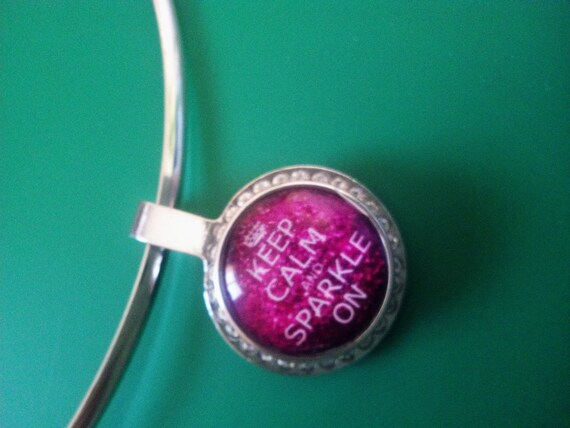 KEEP
CALM
AND
SPARKLE
ON